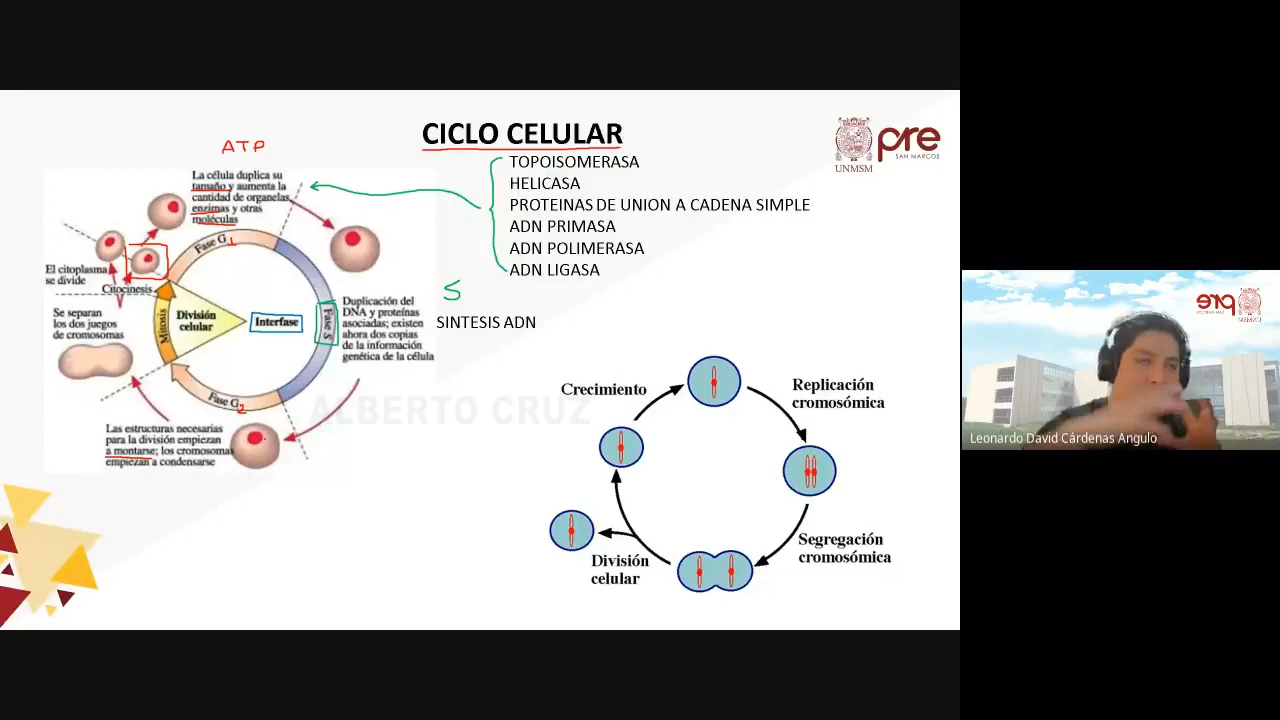 CICLO CELULAR
ATP
TOPOISOMERASA
HELICASA
PROTEINAS DE UNION A CADENA SIMPLE
ADN PRIMASA
ADN POLIMERASA
ADN LIGASA
UNMSM
pre
SAN MARCOS
La célula duplica su
tamaño y aumenta la
cantidad de organelas,
enzimas y otras
moléculas
Fase G1
El citoplasma
se divide
Citocinesis
Se separan
los dos juegos
de cromosomas
Mitosis
División
celular
Interfase
Fase S
Duplicación del
DNA y proteínas
asociadas; existen
ahora dos copias
de la información
genética de la célula
S
SINTESIS ADN
Fase G2
Las estructuras necesarias
para la división empiezan
a montarse; los cromosomas
empiezan a condensarse
ALBERTO CRUZ
Crecimiento
Replicación
cromosómica
Segregación
cromosómica
División
celular
pre
SAN MARCOS
UNMSM
Leonardo David Cárdenas Angulo